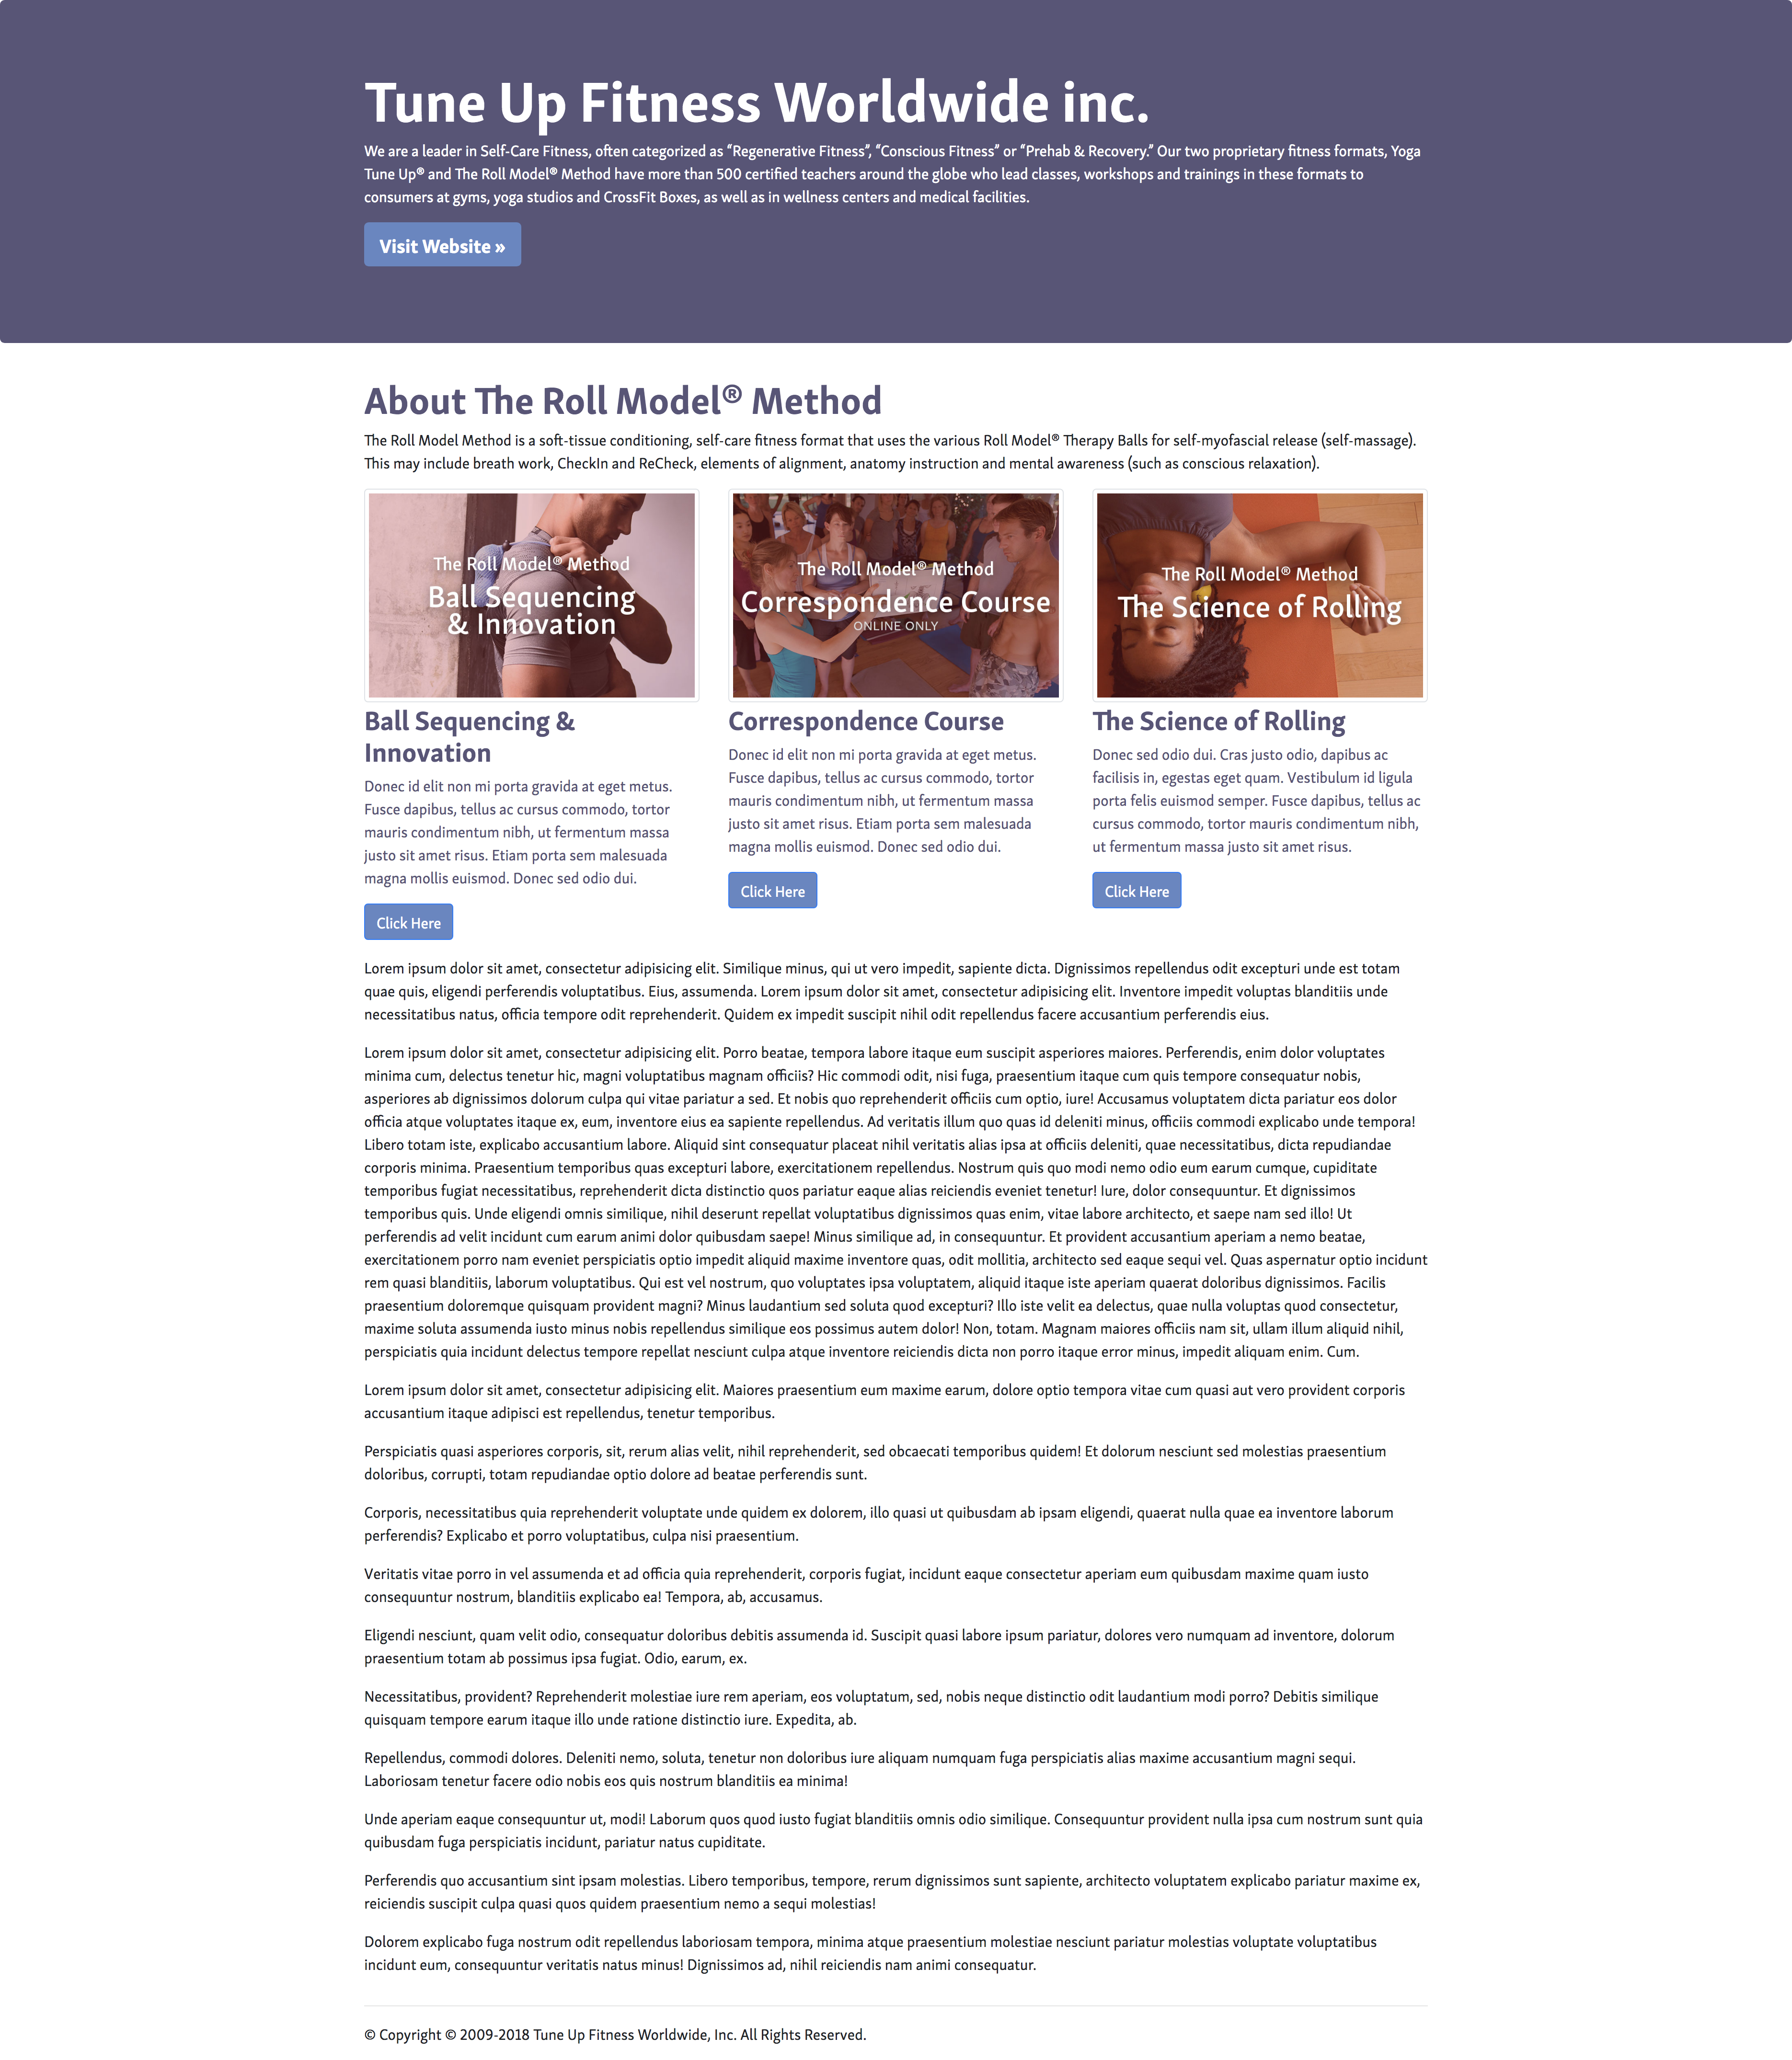 Tune Up Fitness Worldwide inc.
We are a leader in Self-Care Fitness, often categorized as “Regenerative Fitness”, “Conscious Fitness” or “Prehab & Recovery.” Our two proprietary fitness formats, Yoga
Tune Up® and The Roll Model® Method have more than 500 certified teachers around the globe who lead classes, workshops and trainings in these formats to
consumers at gyms, yoga studios and CrossFit Boxes, as well as in wellness centers and medical facilities.
Visit Website »
About The Roll Model® Method
The Roll Model Method is a soft-tissue conditioning, self-care fitness format that uses the various Roll Model® Therapy Balls for self-myofascial release (self-massage).
This may include breath work, CheckIn and ReCheck, elements of alignment, anatomy instruction and mental awareness (such as conscious relaxation).
The Roll Model® Method
Ball Sequencing
& Innovation
Ball Sequencing &
Innovation
Donec id elit non mi porta gravida at eget metus.
Fusce dapibus, tellus ac cursus commodo, tortor
mauris condimentum nibh, ut fermentum massa
justo sit amet risus. Etiam porta sem malesuada
magna mollis euismod. Donec sed odio dui.
Click Here
The Roll Model® Method
Correspondence Course
ONLINE ONLY
Correspondence Course
Donec id elit non mi porta gravida at eget metus.
Fusce dapibus, tellus ac cursus commodo, tortor
mauris condimentum nibh, ut fermentum massa
justo sit amet risus. Etiam porta sem malesuada
magna mollis euismod. Donec sed odio dui.
Click Here
The Roll Model® Method
The Science of Rolling
The Science of Rolling
Donec sed odio dui. Cras justo odio, dapibus ac
facilisis in, egestas eget quam. Vestibulum id ligula
porta felis euismod semper. Fusce dapibus, tellus ac
cursus commodo, tortor mauris condimentum nibh,
ut fermentum massa justo sit amet risus.
Click Here
Lorem ipsum dolor sit amet, consectetur adipisicing elit. Similique minus, qui ut vero impedit, sapiente dicta. Dignissimos repellendus odit excepturi unde est totam
quae quis, eligendi perferendis voluptatibus. Eius, assumenda. Lorem ipsum dolor sit amet, consectetur adipisicing elit. Inventore impedit voluptas blanditiis unde
necessitatibus natus, officia tempore odit reprehenderit. Quidem ex impedit suscipit nihil odit repellendus facere accusantium perferendis eius.
Lorem ipsum dolor sit amet, consectetur adipisicing elit. Porro beatae, tempora labore itaque eum suscipit asperiores maiores. Perferendis, enim dolor voluptates
minima cum, delectus tenetur hic, magni voluptatibus magnam officiis? Hic commodi odit, nisi fuga, praesentium itaque cum quis tempore consequatur nobis,
asperiores ab dignissimos dolorum culpa qui vitae pariatur a sed. Et nobis quo reprehenderit officiis cum optio, iure! Accusamus voluptatem dicta pariatur eos dolor
officia atque voluptates itaque ex, eum, inventore eius ea sapiente repellendus. Ad veritatis illum quo quas id deleniti minus, officiis commodi explicabo unde tempora!
Libero totam iste, explicabo accusantium labore. Aliquid sint consequatur placeat nihil veritatis alias ipsa at officiis deleniti, quae necessitatibus, dicta repudiandae
corporis minima. Praesentium temporibus quas excepturi labore, exercitationem repellendus. Nostrum quis quo modi nemo odio eum earum cumque, cupiditate
temporibus fugiat necessitatibus, reprehenderit dicta distinctio quos pariatur eaque alias reiciendis eveniet tenetur! Iure, dolor consequuntur. Et dignissimos
temporibus quis. Unde eligendi omnis similique, nihil deserunt repellat voluptatibus dignissimos quas enim, vitae labore architecto, et saepe nam sed illo! Ut
perferendis ad velit incidunt cum earum animi dolor quibusdam saepe! Minus similique ad, in consequuntur. Et provident accusantium aperiam a nemo beatae,
exercitationem porro nam eveniet perspiciatis optio impedit aliquid maxime inventore quas, odit mollitia, architecto sed eaque sequi vel. Quas aspernatur optio incidunt
rem quasi blanditiis, laborum voluptatibus. Qui est vel nostrum, quo voluptates ipsa voluptatem, aliquid itaque iste aperiam quaerat doloribus dignissimos. Facilis
praesentium doloremque quisquam provident magni? Minus laudantium sed soluta quod excepturi? Illo iste velit ea delectus, quae nulla voluptas quod consectetur,
maxime soluta assumenda iusto minus nobis repellendus similique eos possimus autem dolor! Non, totam. Magnam maiores officiis nam sit, ullam illum aliquid nihil,
perspiciatis quia incidunt delectus tempore repellat nesciunt culpa atque inventore reiciendis dicta non porro itaque error minus, impedit aliquam enim. Cum.
Lorem ipsum dolor sit amet, consectetur adipisicing elit. Maiores praesentium eum maxime earum, dolore optio tempora vitae cum quasi aut vero provident corporis
accusantium itaque adipisci est repellendus, tenetur temporibus.
Perspiciatis quasi asperiores corporis, sit, rerum alias velit, nihil reprehenderit, sed obcaecati temporibus quidem! Et dolorum nesciunt sed molestias praesentium
doloribus, corrupti, totam repudiandae optio dolore ad beatae perferendis sunt.
Corporis, necessitatibus quia reprehenderit voluptate unde quidem ex dolorem, illo quasi ut quibusdam ab ipsam eligendi, quaerat nulla quae ea inventore laborum
perferendis? Explicabo et porro voluptatibus, culpa nisi praesentium.
Veritatis vitae porro in vel assumenda et ad officia quia reprehenderit, corporis fugiat, incidunt eaque consectetur aperiam eum quibusdam maxime quam iusto
consequuntur nostrum, blanditiis explicabo ea! Tempora, ab, accusamus.
Eligendi nesciunt, quam velit odio, consequatur doloribus debitis assumenda id. Suscipit quasi labore ipsum pariatur, dolores vero numquam ad inventore, dolorum
praesentium totam ab possimus ipsa fugiat. Odio, earum, ex.
Necessitatibus, provident? Reprehenderit molestiae iure rem aperiam, eos voluptatum, sed, nobis neque distinctio odit laudantium modi porro? Debitis similique
quisquam tempore earum itaque illo unde ratione distinctio iure. Expedita, ab.
Repellendus, commodi dolores. Deleniti nemo, soluta, tenetur non doloribus iure aliquam numquam fuga perspiciatis alias maxime accusantium magni sequi.
Laboriosam tenetur facere odio nobis eos quis nostrum blanditiis ea minima!
Unde aperiam eaque consequuntur ut, modi! Laborum quos quod iusto fugiat blanditiis omnis odio similique. Consequuntur provident nulla ipsa cum nostrum sunt quia
quibusdam fuga perspiciatis incidunt, pariatur natus cupiditate.
Perferendis quo accusantium sint ipsam molestias. Libero temporibus, tempore, rerum dignissimos sunt sapiente, architecto voluptatem explicabo pariatur maxime ex,
reiciendis suscipit culpa quasi quos quidem praesentium nemo a sequi molestias!
Dolorem explicabo fuga nostrum odit repellendus laboriosam tempora, minima atque praesentium molestiae nesciunt pariatur molestias voluptate voluptatibus
incidunt eum, consequuntur veritatis natus minus! Dignissimos ad, nihil reiciendis nam animi consequatur.
© Copyright © 2009-2018 Tune Up Fitness Worldwide, Inc. All Rights Reserved.